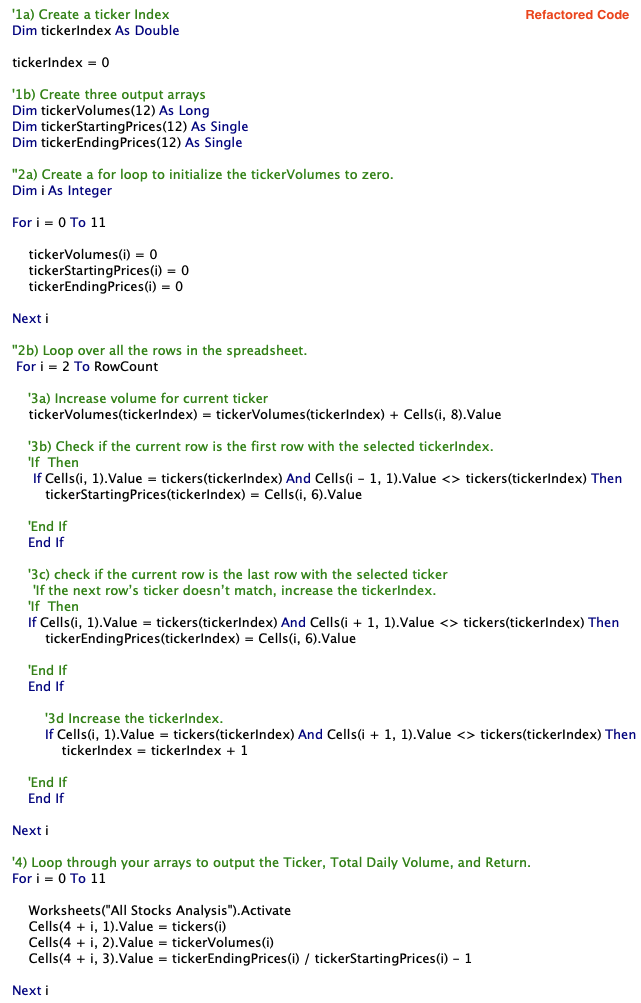 '1a) Create a ticker Index
Refactored Code
Dim tickerIndex As Double
tickerIndex = 0
'1b) Create three output arrays
Dim tickerVolumes(12) As Long
Dim tickerStartingPrices(12) As Single
Dim tickerEndingPrices(12) As Single
''2a) Create a for loop to initialize the tickerVolumes to zero.
Dim i As Integer
For i = 0 To 11
tickerVolumes(i) = 0
tickerStartingPrices(i) = 0
tickerEndingPrices(i) = 0
Next i
''2b) Loop over all the rows in the spreadsheet.
For i = 2 To RowCount
'3a) Increase volume for current ticker
tickerVolumes(tickerIndex) = tickerVolumes(tickerIndex) + Cells(i, 8).Value
'3b) Check if the current row is the first row with the selected tickerIndex.
'If  Then
If Cells(i, 1).Value = tickers(tickerIndex) And Cells(i - 1, 1).Value <> tickers(tickerIndex) Then
tickerStartingPrices(tickerIndex) = Cells(i, 6).Value
'End If
End If
'3c) check if the current row is the last row with the selected ticker
'If the next row's ticker doesn't match, increase the tickerIndex.
'If  Then
If Cells(i, 1).Value = tickers(tickerIndex) And Cells(i + 1, 1).Value <> tickers(tickerIndex) Then
tickerEndingPrices(tickerIndex) = Cells(i, 6).Value
'End If
End If
'3d Increase the tickerIndex.
If Cells(i, 1).Value = tickers(tickerIndex) And Cells(i + 1, 1).Value <> tickers(tickerIndex) Then
tickerIndex = tickerIndex + 1
'End If
End If
Next i
'4) Loop through your arrays to output the Ticker, Total Daily Volume, and Return.
For i = 0 To 11
Worksheets("All Stocks Analysis").Activate
Cells(4 + i, 1).Value = tickers(i)
Cells(4 + i, 2).Value = tickerVolumes(i)
Cells(4 + i, 3).Value = tickerEndingPrices(i) / tickerStartingPrices(i) - 1
Next i